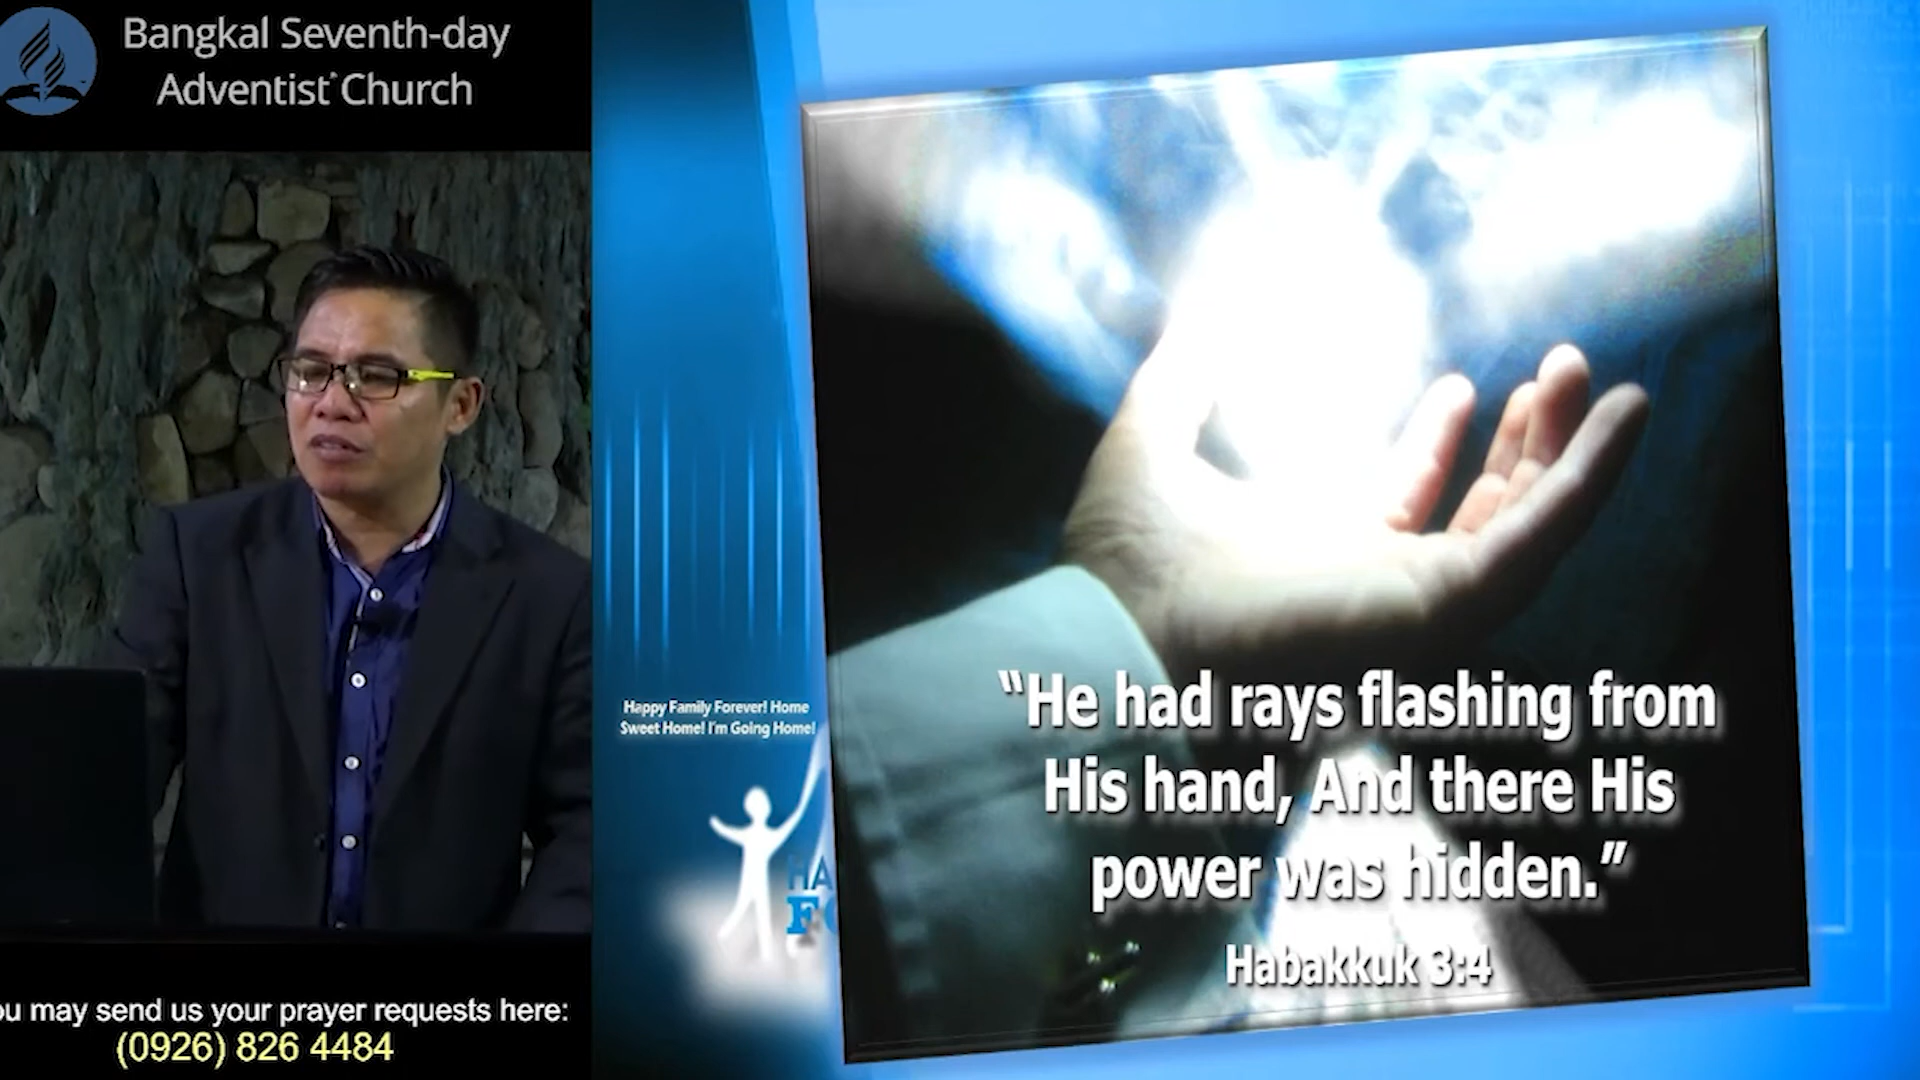 Bangkal Seventh-day
Adventist Church
Happy Family Forever! Home
Sweet Home! I'm Going Home!
"He had rays flashing from
His hand, And there His
power was hidden."
Habakkuk 3:4
may send us your prayer requests here:
(0926) 826 4484